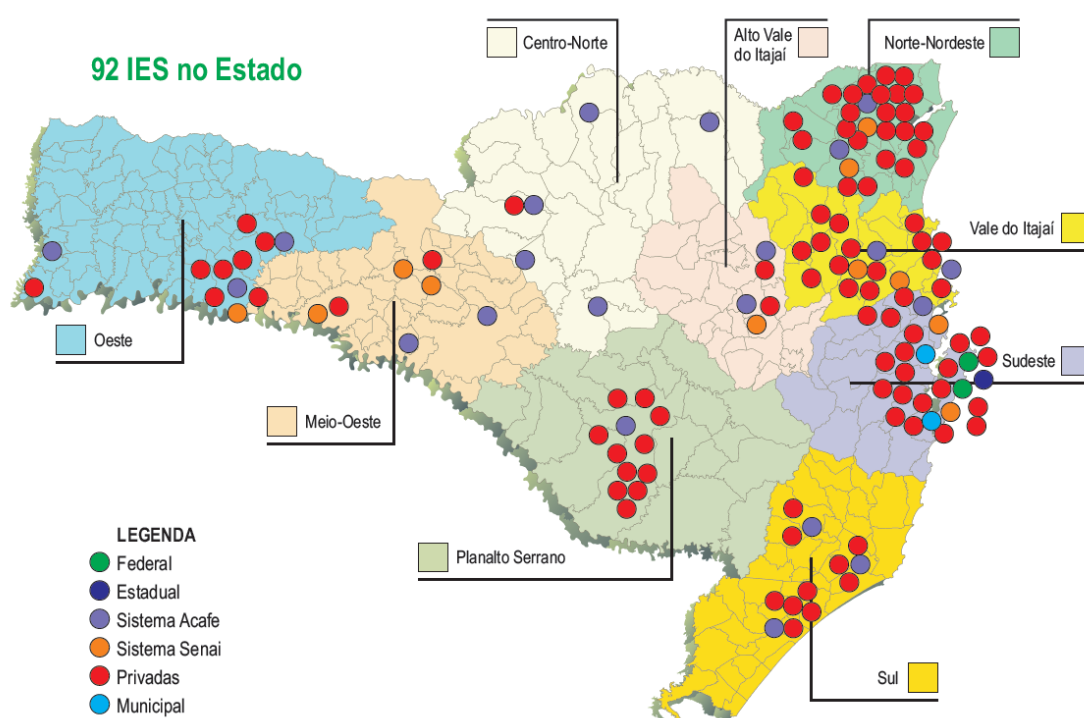 92 IES no Estado
Centro-Norte
Alto Vale
do Itajaí
Norte-Nordeste
Vale do Itajaí
Oeste
Sudeste
Meio-Oeste
Planalto Serrano
Sul
LEGENDA
Federal
Estadual
Sistema Acafe
Sistema Senai
Privadas
Municipal